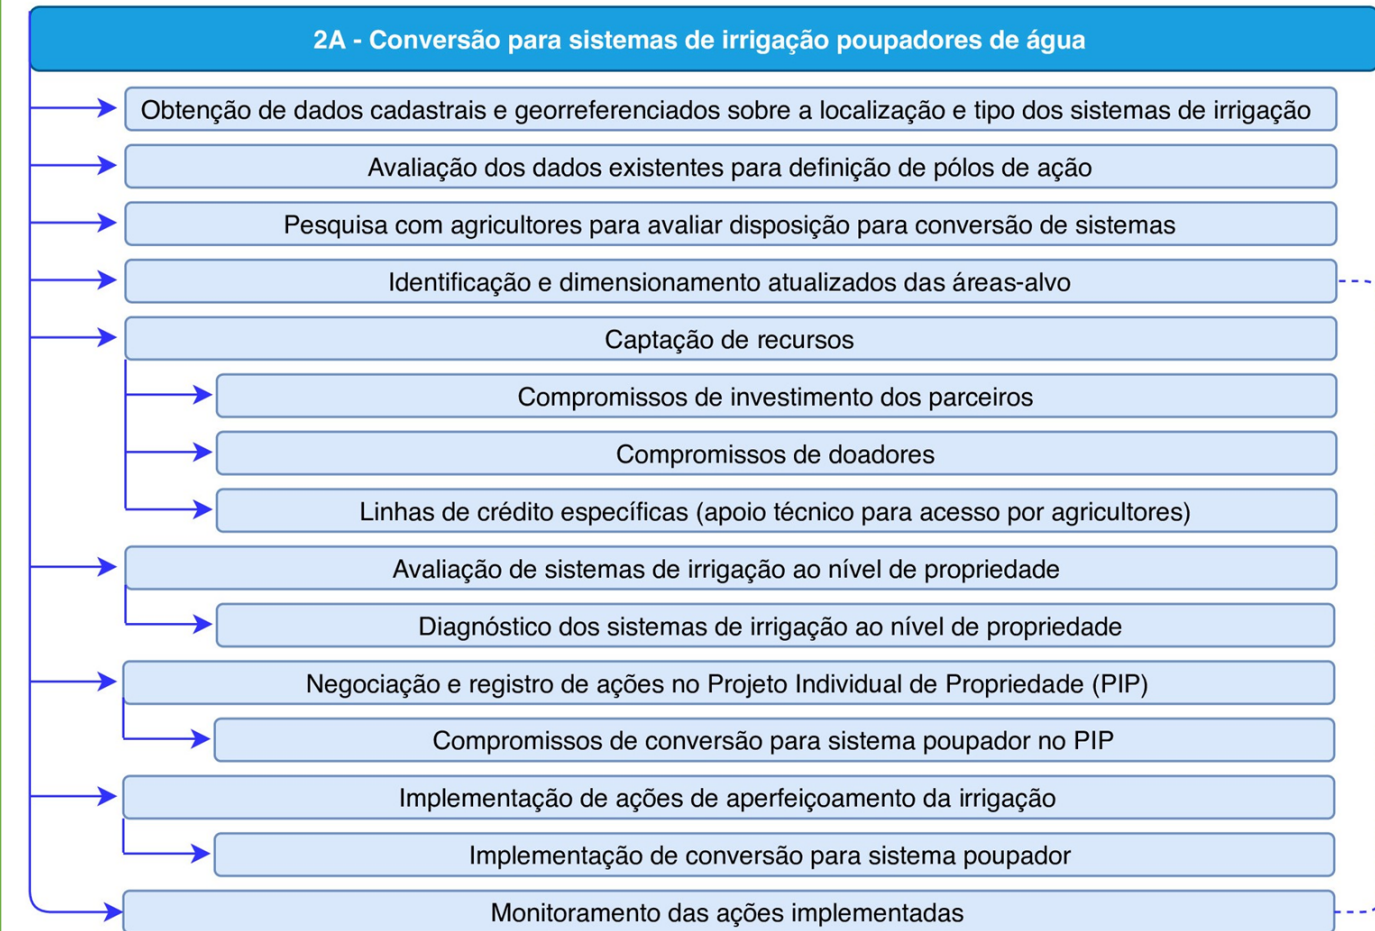 2A - Conversão para sistemas de irrigação poupadores de água
Obtenção de dados cadastrais e georreferenciados sobre a localização e tipo dos sistemas de irrigação
Avaliação dos dados existentes para definição de pólos de ação
Pesquisa com agricultores para avaliar disposição para conversão de sistemas
Identificação e dimensionamento atualizados das áreas-alvo
Captação de recursos
Compromissos de investimento dos parceiros
Compromissos de doadores
Linhas de crédito específicas (apoio técnico para acesso por agricultores)
Avaliação de sistemas de irrigação ao nível de propriedade
Diagnóstico dos sistemas de irrigação ao nível de propriedade
Negociação e registro de ações no Projeto Individual de Propriedade (PIP)
Compromissos de conversão para sistema poupador no PIP
Implementação de ações de aperfeiçoamento da irrigação
Implementação de conversão para sistema poupador
Monitoramento das ações implementadas